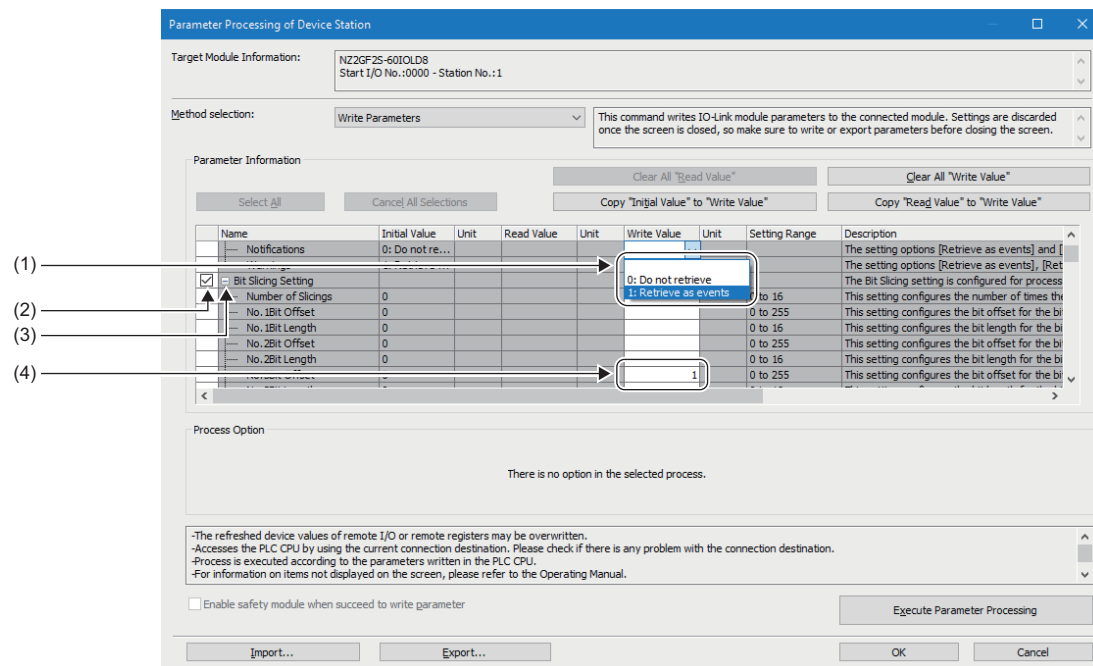 Parameter Processing of Device Station
Target Module Information:
NZ2GF2S-60IOLD8
Start I/O No.:0000 - Station No.:1
Method selection:
Write Parameters
This command writes IO-Link module parameters to the connected module. Settings are discarded
once the screen is closed, so make sure to write or export parameters before closing the screen.
Parameter Information
Clear All "Read Value"
Clear All "Write Value"
Select All
Cancel All Selections
Copy "Initial Value" to "Write Value"
Copy "Read Value" to "Write Value"
Name Initial Value Unit Read Value Unit Write Value Unit Setting Range Description
Notifications 0: Do not re... The setting options [Retrieve as events] and [
The setting options [Retrieve as events], [Ret
(1)
0: Do not retrieve
1: Retrieve as events
(2)
(3)
Bit Slicing Setting The Bit Slicing setting is configured for process
Number of Slicings 0 0 to 16 This setting configures the number of times the
No.1Bit Offset 0 0 to 255 This setting configures the bit offset for the bi
No.1Bit Length 0 0 to 16 This setting configures the bit length for the bi
No.2Bit Offset 0 0 to 255 This setting configures the bit offset for the bi
No.2Bit Length 0 0 to 16 This setting configures the bit length for the bi
(4) 1 0 to 255 This setting configures the bit offset for the bi
Process Option
There is no option in the selected process.
-The refreshed device values of remote I/O or remote registers may be overwritten.
-Accesses the PLC CPU by using the current connection destination. Please check if there is any problem with the connection destination.
-Process is executed according to the parameters written in the PLC CPU.
-For information on items not displayed on the screen, please refer to the Operating Manual.
Enable safety module when succeed to write parameter
Execute Parameter Processing
Import...
Export...
OK
Cancel